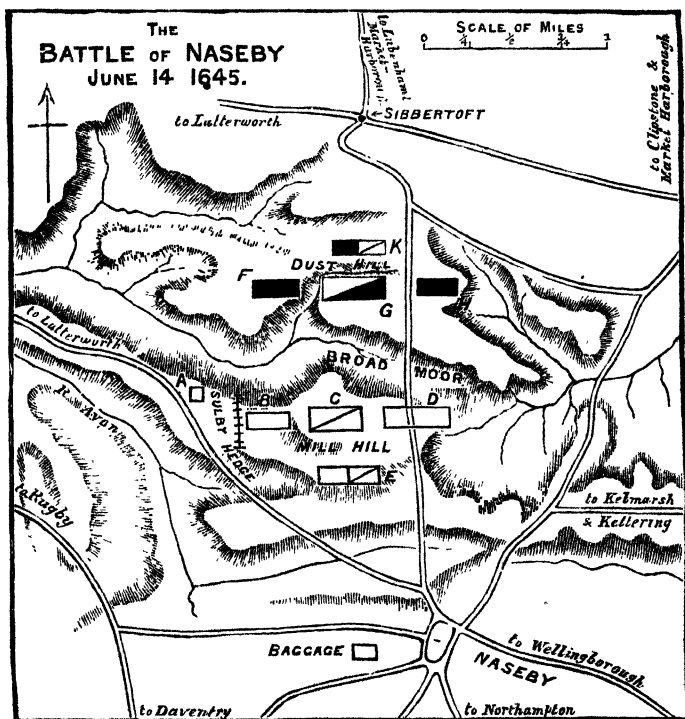 THE
BATTLE OF NASEBY
JUNE 14 1645.
SCALE OF MILES
0 ¼ ½ ¾ 1
to Lubenham &
Market
Harborough
to Lutterworth
←SIBBERTOFT
to Clipstone &
Market Harborough
K
DUST HILL
F
G
to Lutterworth
BROAD
MOOR
A
SULBY HEDGE
B
C
D
R. Avon
MILL HILL
E
to Rugby
to Kelmarsh
& Kettering
BAGGAGE
NASEBY
to Wellingborough
to Daventry
to Northampton